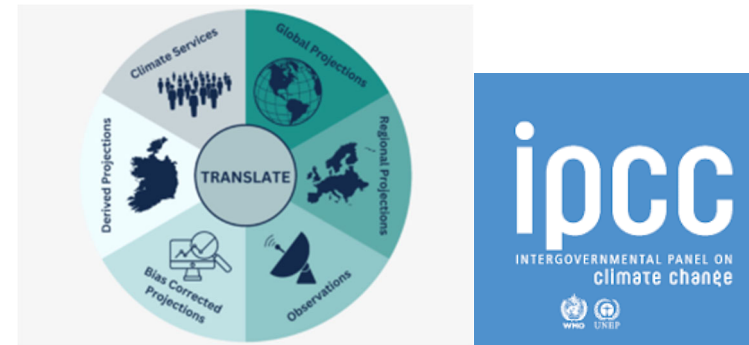 Climate Services
Global Projections
Regional Projections
Observations
Bias Corrected
Projections
Derived Projections
TRANSLATE
ipcc
INTERGOVERNMENTAL PANEL ON
climate change
WMO
UNEP